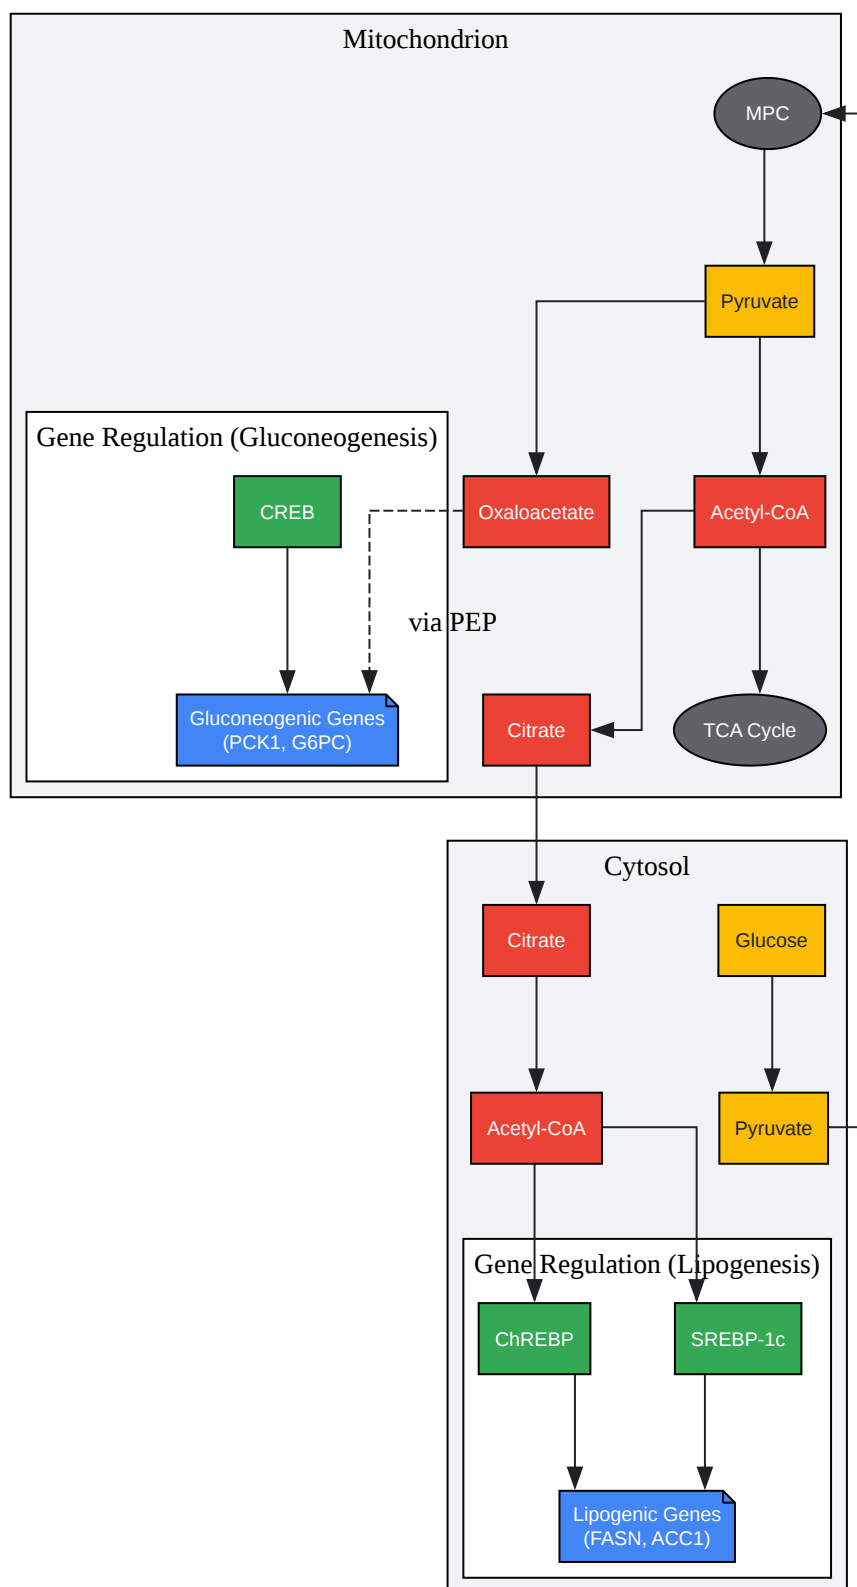 Mitochondrion
MPC
Pyruvate
Gene Regulation (Gluconeogenesis)
CREB
Oxaloacetate
Acetyl-CoA
via PEP
Gluconeogenic Genes
(PCK1, G6PC)
Citrate
TCA Cycle
Cytosol
Citrate
Glucose
Acetyl-CoA
Pyruvate
Gene Regulation (Lipogenesis)
ChREBP
SREBP-1c
Lipogenic Genes
(FASN, ACC1)